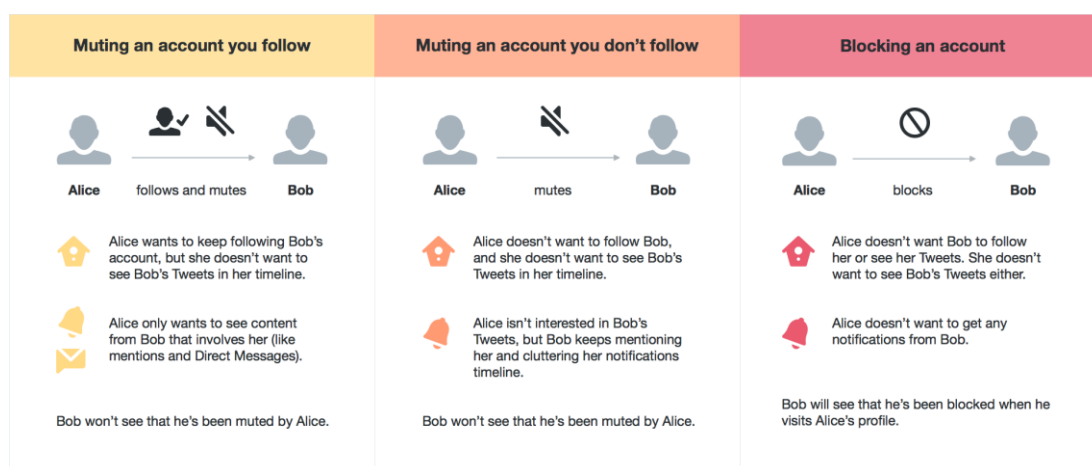 Muting an account you follow
Alice
follows and mutes
Bob
Alice wants to keep following Bob's
account, but she doesn't want to
see Bob's Tweets in her timeline.
Alice only wants to see content
from Bob that involves her (like
mentions and Direct Messages).
Bob won't see that he's been muted by Alice.
Muting an account you don't follow
Alice
mutes
Bob
Alice doesn't want to follow Bob,
and she doesn't want to see Bob's
Tweets in her timeline.
Alice isn't interested in Bob's
Tweets, but Bob keeps mentioning
her and cluttering her notifications
timeline.
Bob won't see that he's been muted by Alice.
Blocking an account
Alice
blocks
Bob
Alice doesn't want Bob to follow
her or see her Tweets. She doesn't
want to see Bob's Tweets either.
Alice doesn't want to get any
notifications from Bob.
Bob will see that he's been blocked when he
visits Alice's profile.